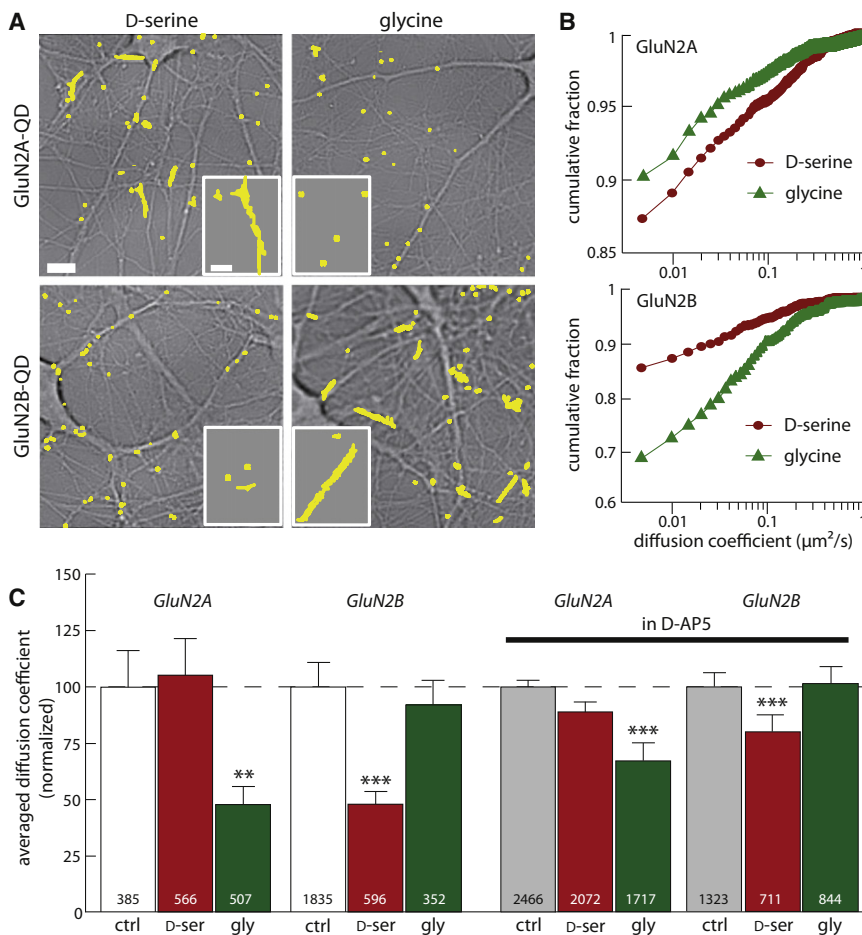 A
D-serine
glycine
GluN2A-QD
GluN2B-QD
B
GluN2A
cumulative fraction
1
0.95
0.9
0.85
D-serine
glycine
0.01
0.1
1
GluN2B
cumulative fraction
1
0.9
0.8
0.7
0.6
D-serine
glycine
0.01
0.1
1
diffusion coefficient (μm²/s)
C
averaged diffusion coefficient
(normalized)
150
125
100
75
50
25
0
GluN2A
GluN2B
GluN2A
GluN2B
in D-AP5
**
***
***
***
385
566
507
1835
596
352
2466
2072
1717
1323
711
844
ctrl
D-ser
gly
ctrl
D-ser
gly
ctrl
D-ser
gly
ctrl
D-ser
gly